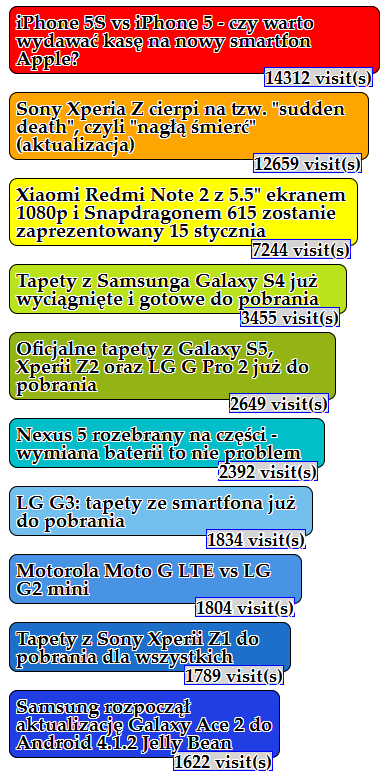 iPhone 5S vs iPhone 5 - czy warto
wydawać kasę na nowy smartfon
Apple?
14312 visit(s)
Sony Xperia Z cierpi na tzw. "sudden
death", czyli "nagłą śmierć"
(aktualizacja)
12659 visit(s)
Xiaomi Redmi Note 2 z 5.5" ekranem
1080p i Snapdragonem 615 zostanie
zaprezentowany 15 stycznia
7244 visit(s)
Tapety z Samsunga Galaxy S4 już
wyciągnięte i gotowe do pobrania
3455 visit(s)
Oficjalne tapety z Galaxy S5,
Xperii Z2 oraz LG G Pro 2 już do
pobrania
2649 visit(s)
Nexus 5 rozebrany na części -
wymiana baterii to nie problem
2392 visit(s)
LG G3: tapety ze smartfona już
do pobrania
1834 visit(s)
Motorola Moto G LTE vs LG
G2 mini
1804 visit(s)
Tapety z Sony Xperii Z1 do
pobrania dla wszystkich
1789 visit(s)
Samsung rozpoczął
aktualizację Galaxy Ace 2 do
Android 4.1.2 Jelly Bean
1622 visit(s)